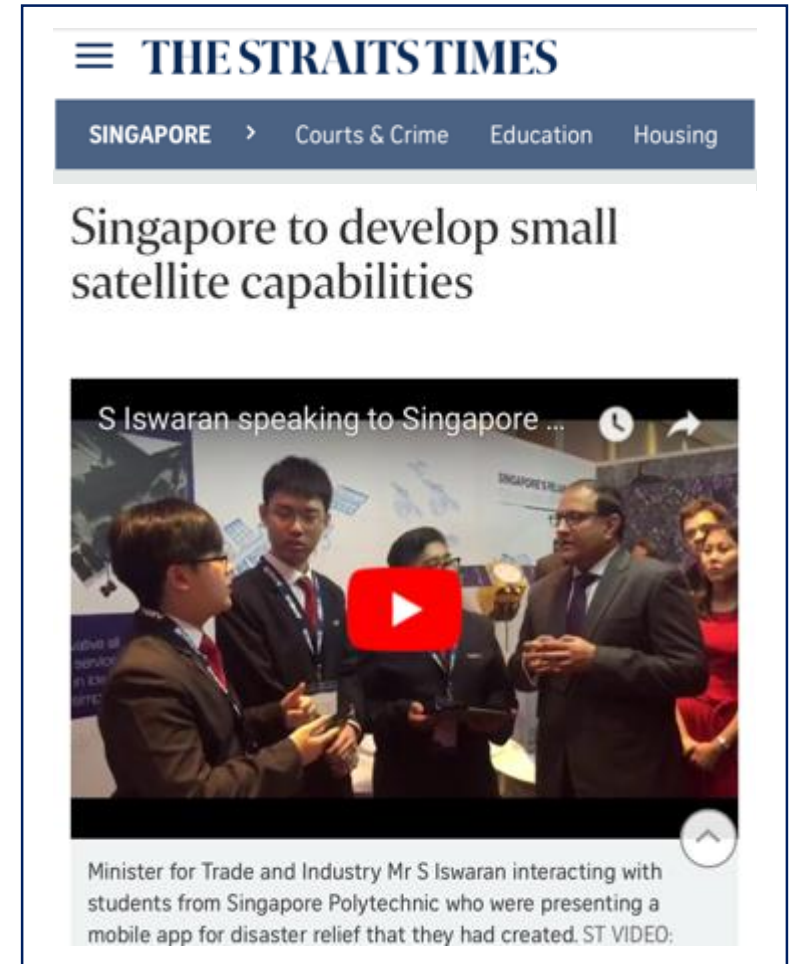 THE STRAITS TIMES
SINGAPORE > Courts & Crime Education Housing
Singapore to develop small
satellite capabilities
S Iswaran speaking to Singapore ...
SINGAPORE'S
Minister for Trade and Industry Mr S Iswaran interacting with
students from Singapore Polytechnic who were presenting a
mobile app for disaster relief that they had created. ST VIDEO: